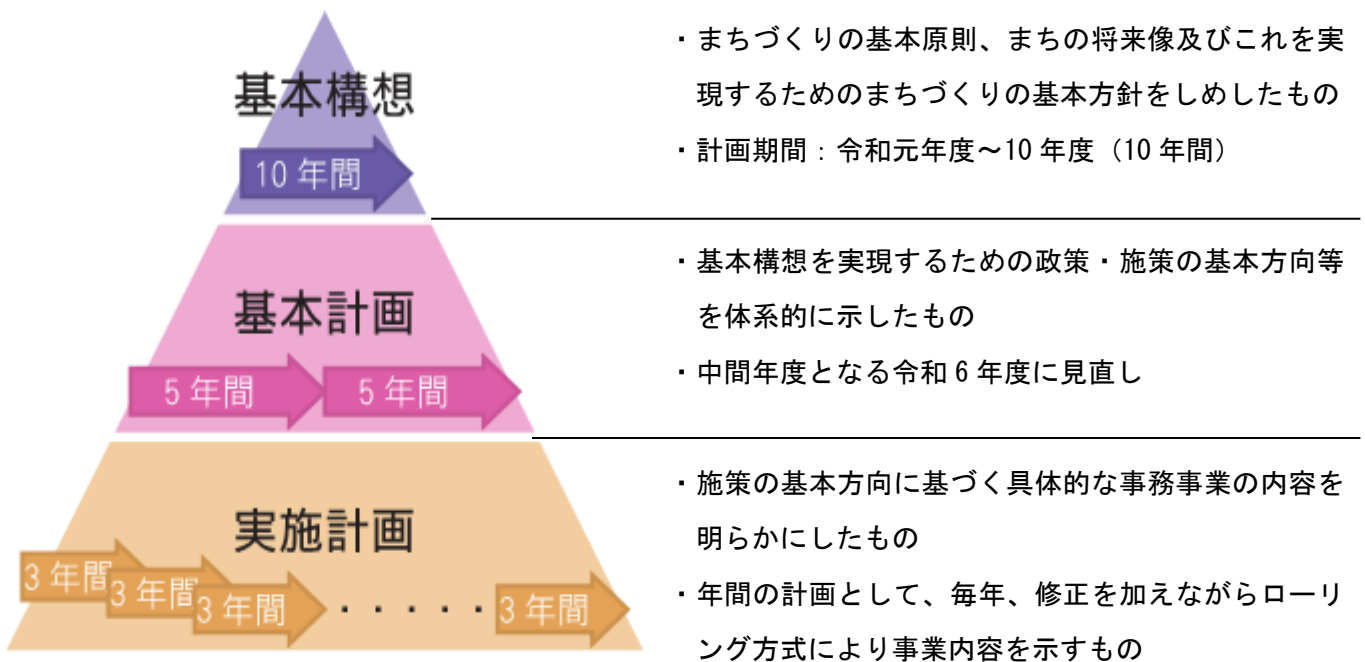 基本構想
10 年間
・まちづくりの基本原則、まちの将来像及びこれを実
現するためのまちづくりの基本方針をしめしたもの
・計画期間：令和元年度～10 年度（10 年間）
基本計画
5 年間
5 年間
・基本構想を実現するための政策・施策の基本方向等
を体系的に示したもの
・中間年度となる令和 6 年度に見直し
実施計画
3 年間
3 年間
3 年間
・・・・・
3 年間
・施策の基本方向に基づく具体的な事務事業の内容を
明らかにしたもの
・年間の計画として、毎年、修正を加えながらローリ
ング方式により事業内容を示すもの